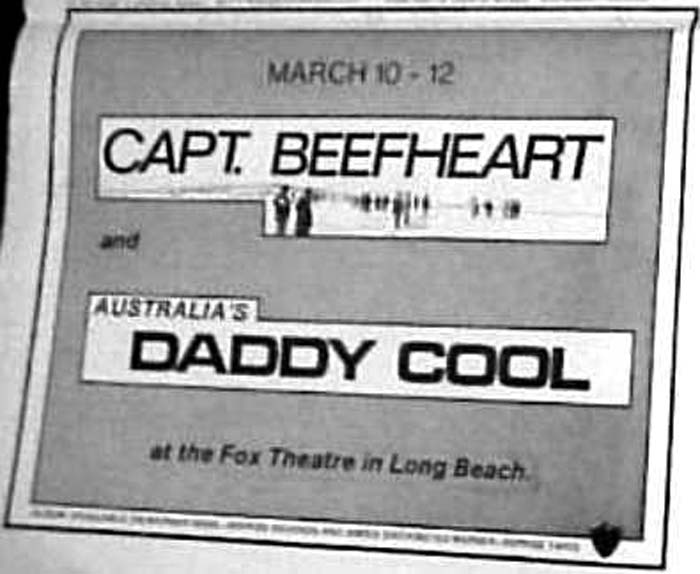 MARCH 10 - 12
CAPT. BEEFHEART
and
AUSTRALIA'S
DADDY COOL
at the Fox Theatre in Long Beach.